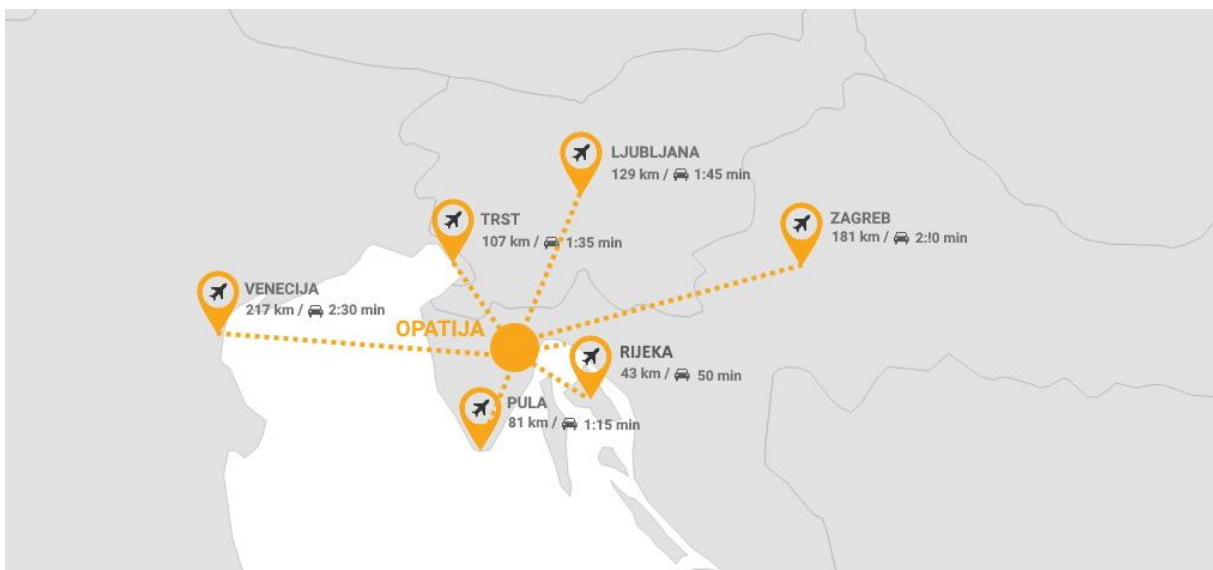 LJUBLJANA
129 km / 1:45 min
TRST
107 km / 1:35 min
ZAGREB
181 km / 2:!0 min
VENECIJA
217 km / 2:30 min
OPATIJA
RIJEKA
43 km / 50 min
PULA
81 km / 1:15 min